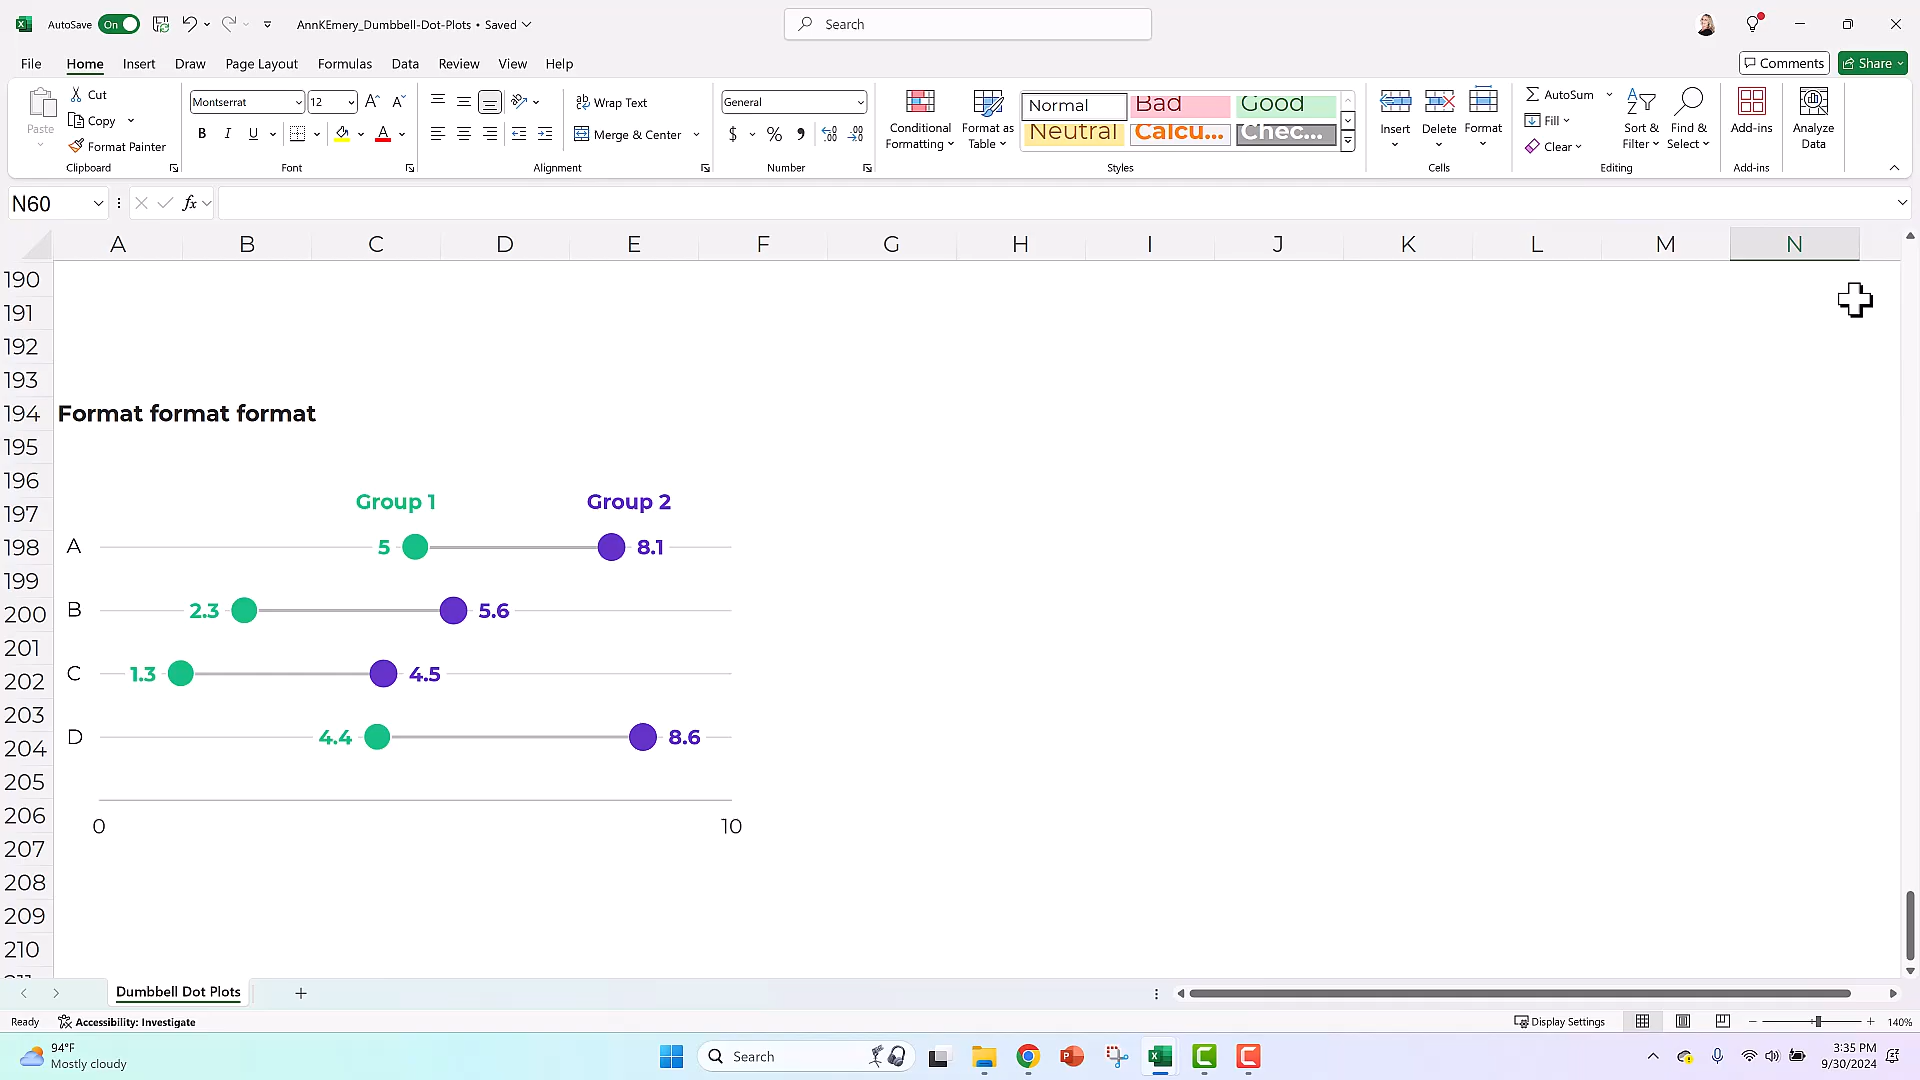 AutoSave On AnnKEmery_Dumbbell-Dot-Plots • Saved Search
File Home Insert Draw Page Layout Formulas Data Review View Help Comments Share
Paste Cut Copy Format Painter Clipboard
Montserrat 12 B I U A Font
Wrap Text Merge & Center Alignment
General $ % Number
Conditional Formatting Format as Table Normal Bad Good Neutral Calcu... Chec... Styles
Insert Delete Format Cells
AutoSum Fill Clear Sort & Filter Find & Select Editing
Add-ins Add-ins
Analyze Data
N60 fx
A B C D E F G H I J K L M N
190
191
192
193
194 Format format format
195
196
197 Group 1 Group 2
198 A 5 8.1
199
200 B 2.3 5.6
201
202 C 1.3 4.5
203
204 D 4.4 8.6
205
206 0 10
207
208
209
210
211
Dumbbell Dot Plots
Ready Accessibility: Investigate Display Settings 140%
94°F
Mostly cloudy
Search
3:35 PM
9/30/2024